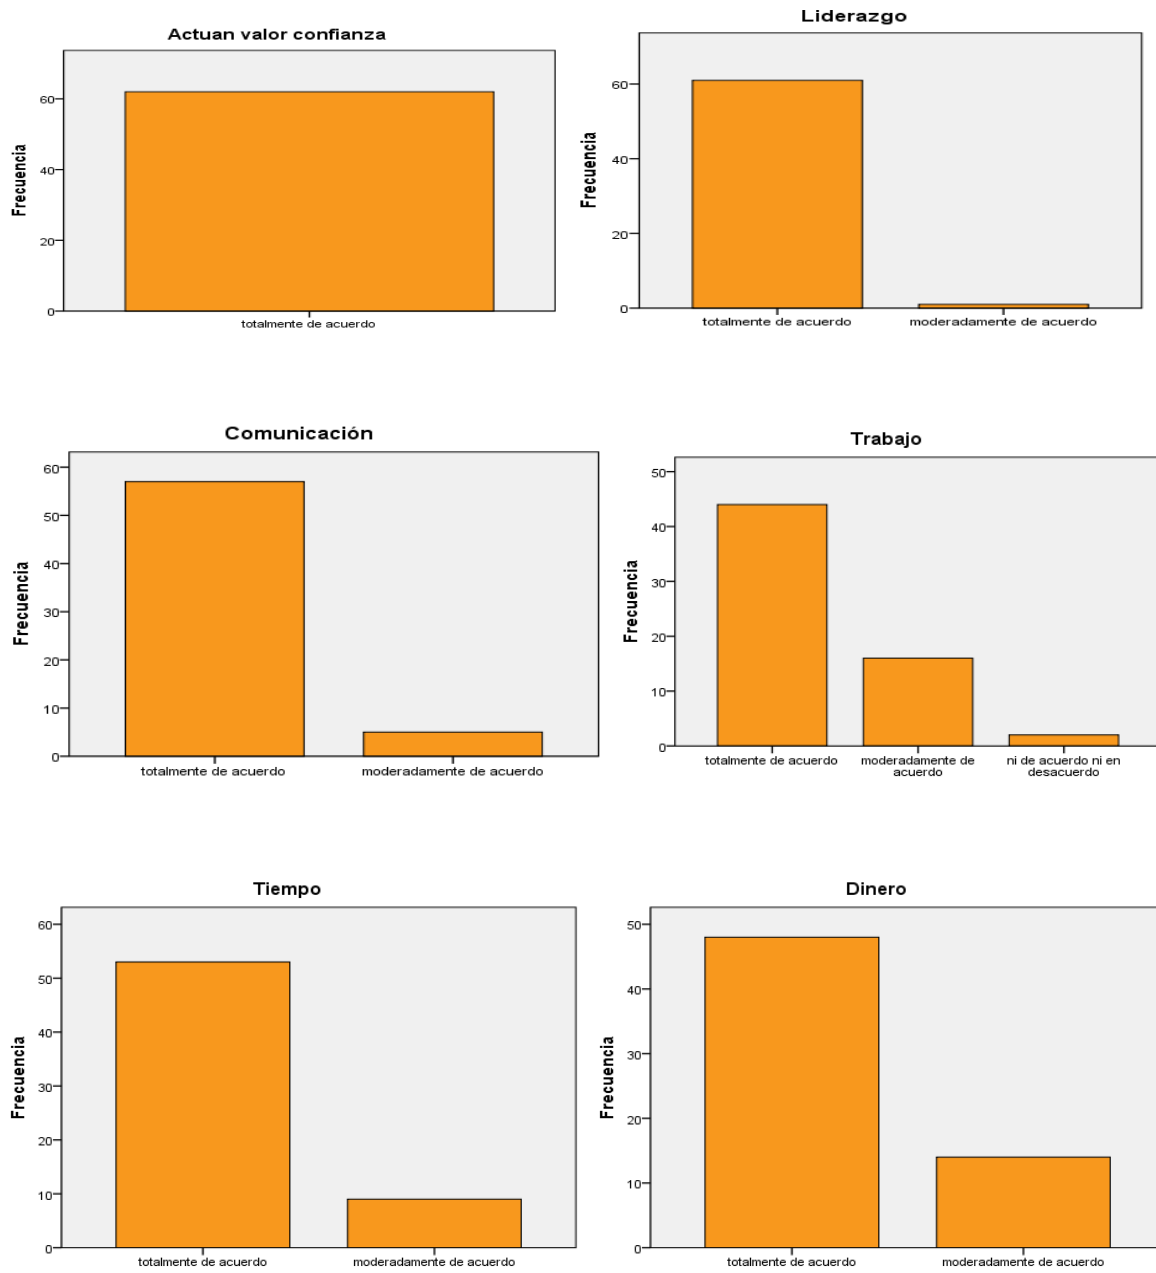 Actuan valor confianza
Frecuencia
60
40
20
0
totalmente de acuerdo
Liderazgo
Frecuencia
60
40
20
0
totalmente de acuerdo
moderadamente de acuerdo
Comunicación
Frecuencia
60
50
40
30
20
10
0
totalmente de acuerdo
moderadamente de acuerdo
Trabajo
Frecuencia
50
40
30
20
10
0
totalmente de acuerdo
moderadamente de
acuerdo
ni de acuerdo ni en
desacuerdo
Tiempo
Frecuencia
60
50
40
30
20
10
0
totalmente de acuerdo
moderadamente de acuerdo
Dinero
Frecuencia
50
40
30
20
10
0
totalmente de acuerdo
moderadamente de acuerdo